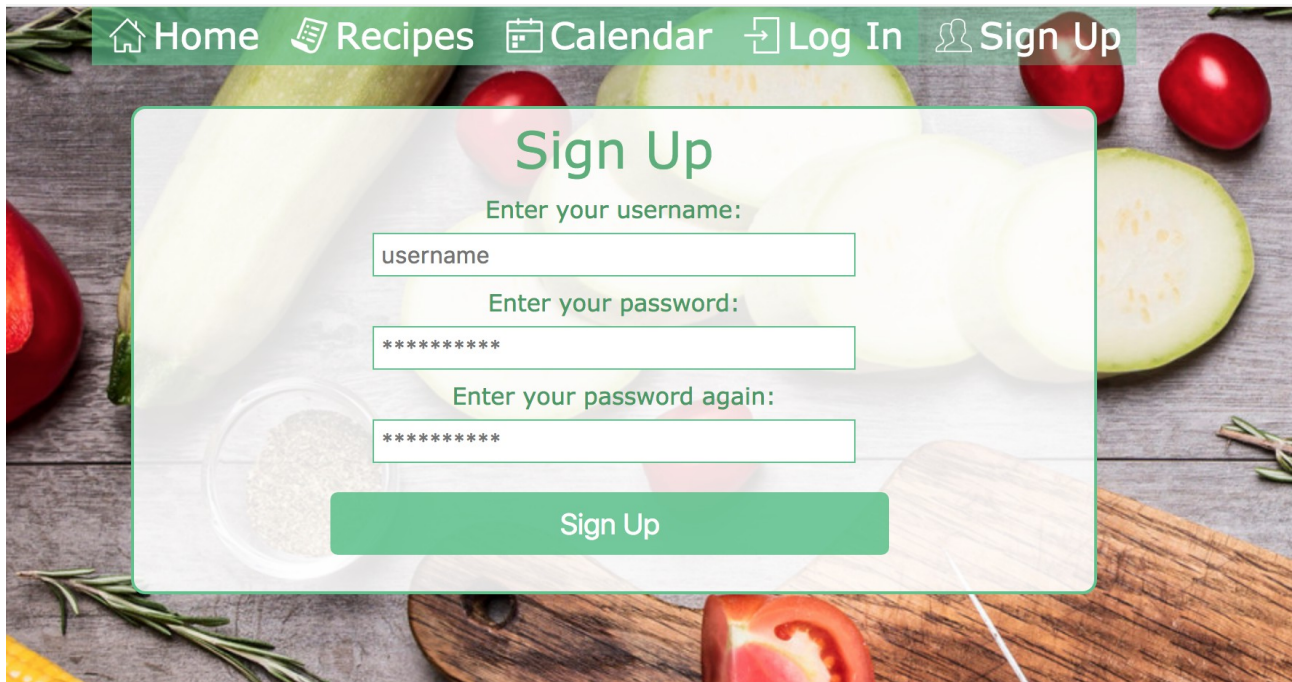 Home Recipes Calendar Log In Sign Up
Sign Up
Enter your username:
username
Enter your password:
**********
Enter your password again:
**********
Sign Up